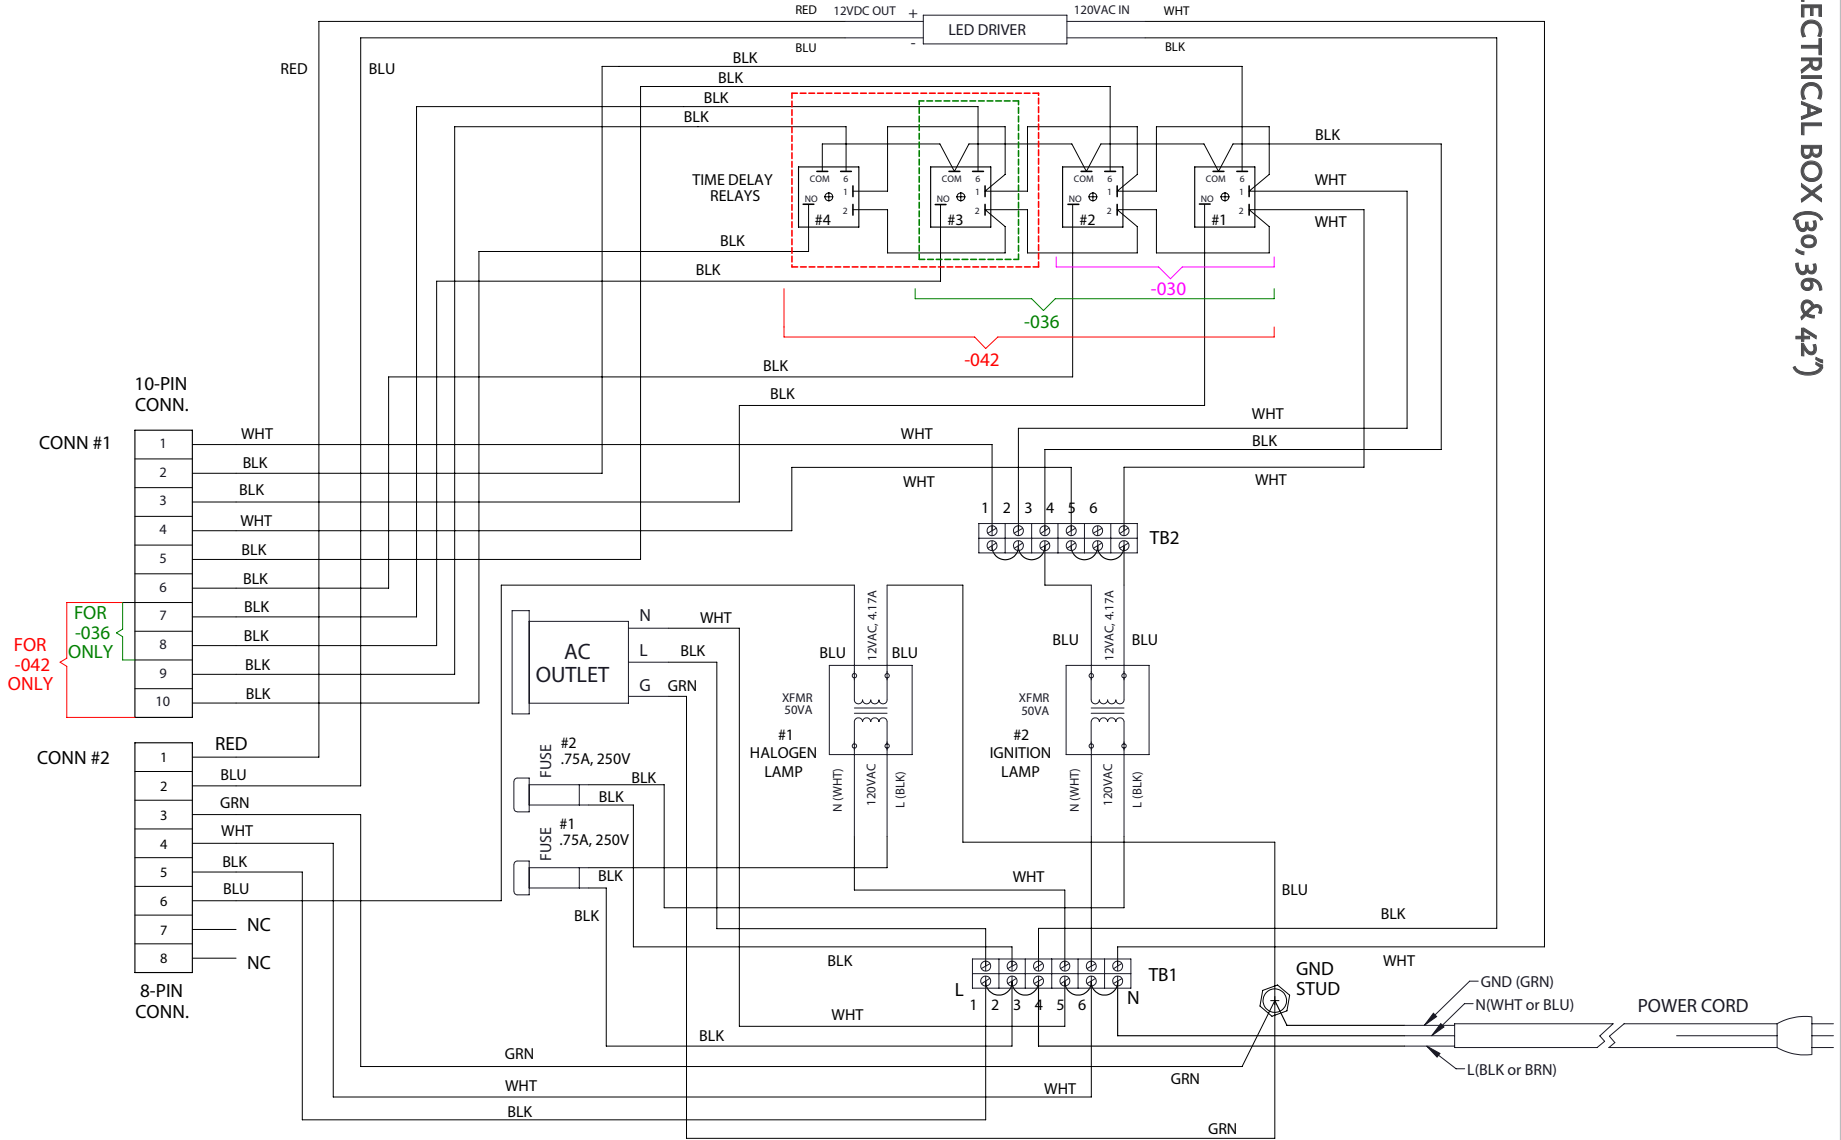 RED 12VDC OUT + 120VAC IN WHT
LED DRIVER
BLU - BLK
RED BLU
BLK
BLK
BLK
BLK
BLK
TIME DELAY
RELAYS
COM 6 COM 6 COM 6 COM 6
1 1 1 1
NO NO NO NO
2 2 2 2
#4 #3 #2 #1
WHT
WHT
BLK
BLK
-030
-036
-042
BLK
BLK
10-PIN
CONN.
CONN #1
1 WHT WHT WHT
2 BLK BLK
3 BLK
4 WHT WHT WHT
5 BLK
6 BLK
7 BLK
8 BLK
9 BLK
10 BLK
FOR
-036
ONLY
FOR
-042
ONLY
1 2 3 4 5 6
TB2
AC
OUTLET
N WHT
L BLK
G GRN
BLU 12VAC, 4.17A BLU
BLU 12VAC, 4.17A BLU
XFMR
50VA
#1
HALOGEN
LAMP
XFMR
50VA
#2
IGNITION
LAMP
N (WHT) 120VAC L (BLK)
N (WHT) 120VAC L (BLK)
CONN #2
1 RED
2 BLU
3 GRN
4 WHT
5 BLK
6 BLU
7 NC
8 NC
8-PIN
CONN.
FUSE #2
.75A, 250V
BLK
BLK
FUSE #1
.75A, 250V
BLK
BLK
WHT
BLU
BLK
BLK
WHT
TB1
L 1 2 3 4 5 6 N
GND
STUD
GND (GRN)
N(WHT or BLU)
POWER CORD
L(BLK or BRN)
WHT
BLK
GRN
GRN
WHT
WHT
BLK
GRN
ECTRICAL BOX (30, 36 & 42")